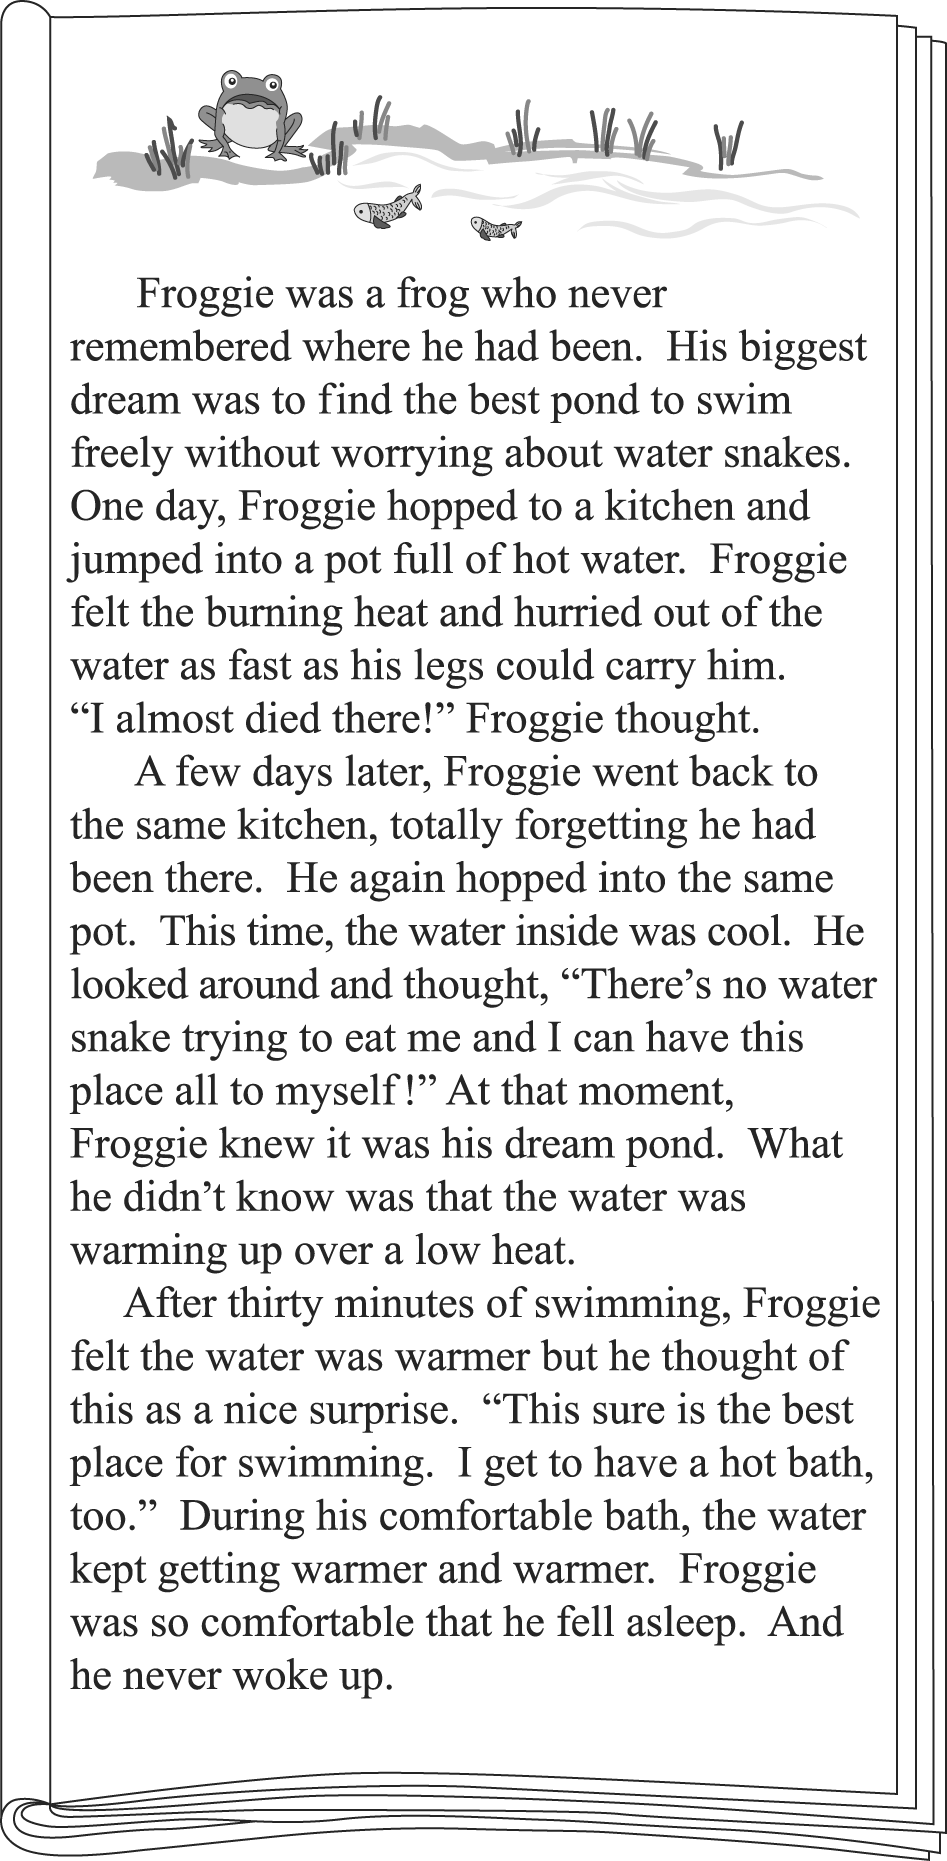 Froggie was a frog who never
remembered where he had been.  His biggest
dream was to find the best pond to swim
freely without worrying about water snakes.
One day, Froggie hopped to a kitchen and
jumped into a pot full of hot water.  Froggie
felt the burning heat and hurried out of the
water as fast as his legs could carry him.
“I almost died there!” Froggie thought.
A few days later, Froggie went back to
the same kitchen, totally forgetting he had
been there.  He again hopped into the same
pot.  This time, the water inside was cool.  He
looked around and thought, “There’s no water
snake trying to eat me and I can have this
place all to myself!” At that moment,
Froggie knew it was his dream pond.  What
he didn’t know was that the water was
warming up over a low heat.
After thirty minutes of swimming, Froggie
felt the water was warmer but he thought of
this as a nice surprise.  “This sure is the best
place for swimming.  I get to have a hot bath,
too.”  During his comfortable bath, the water
kept getting warmer and warmer.  Froggie
was so comfortable that he fell asleep.  And
he never woke up.